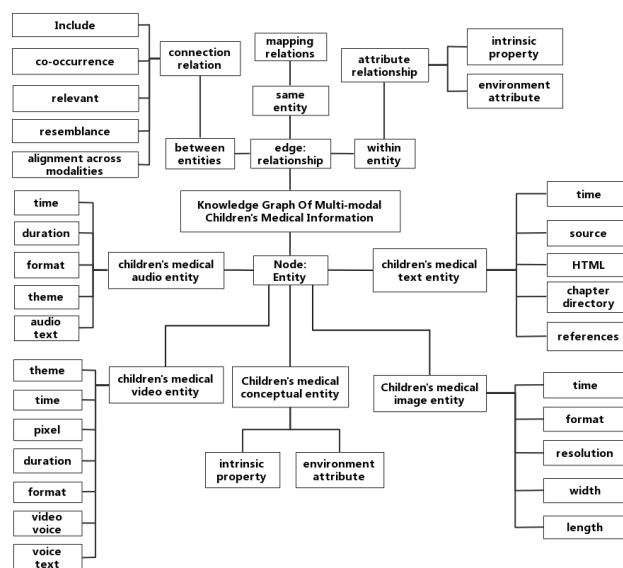 Include
co-occurrence
relevant
resemblance
alignment across
modalities
connection
relation
mapping
relations
same
entity
attribute
relationship
intrinsic
property
environment
attribute
between
entities
edge:
relationship
within
entity
Knowledge Graph Of Multi-modal
Children's Medical Information
time
duration
format
theme
audio
text
children's medical
audio entity
Node:
Entity
children's medical
text entity
time
source
HTML
chapter
directory
references
theme
time
pixel
duration
format
video
voice
voice
text
children's medical
video entity
Children's medical
conceptual entity
intrinsic
property
environment
attribute
Children's medical
image entity
time
format
resolution
width
length